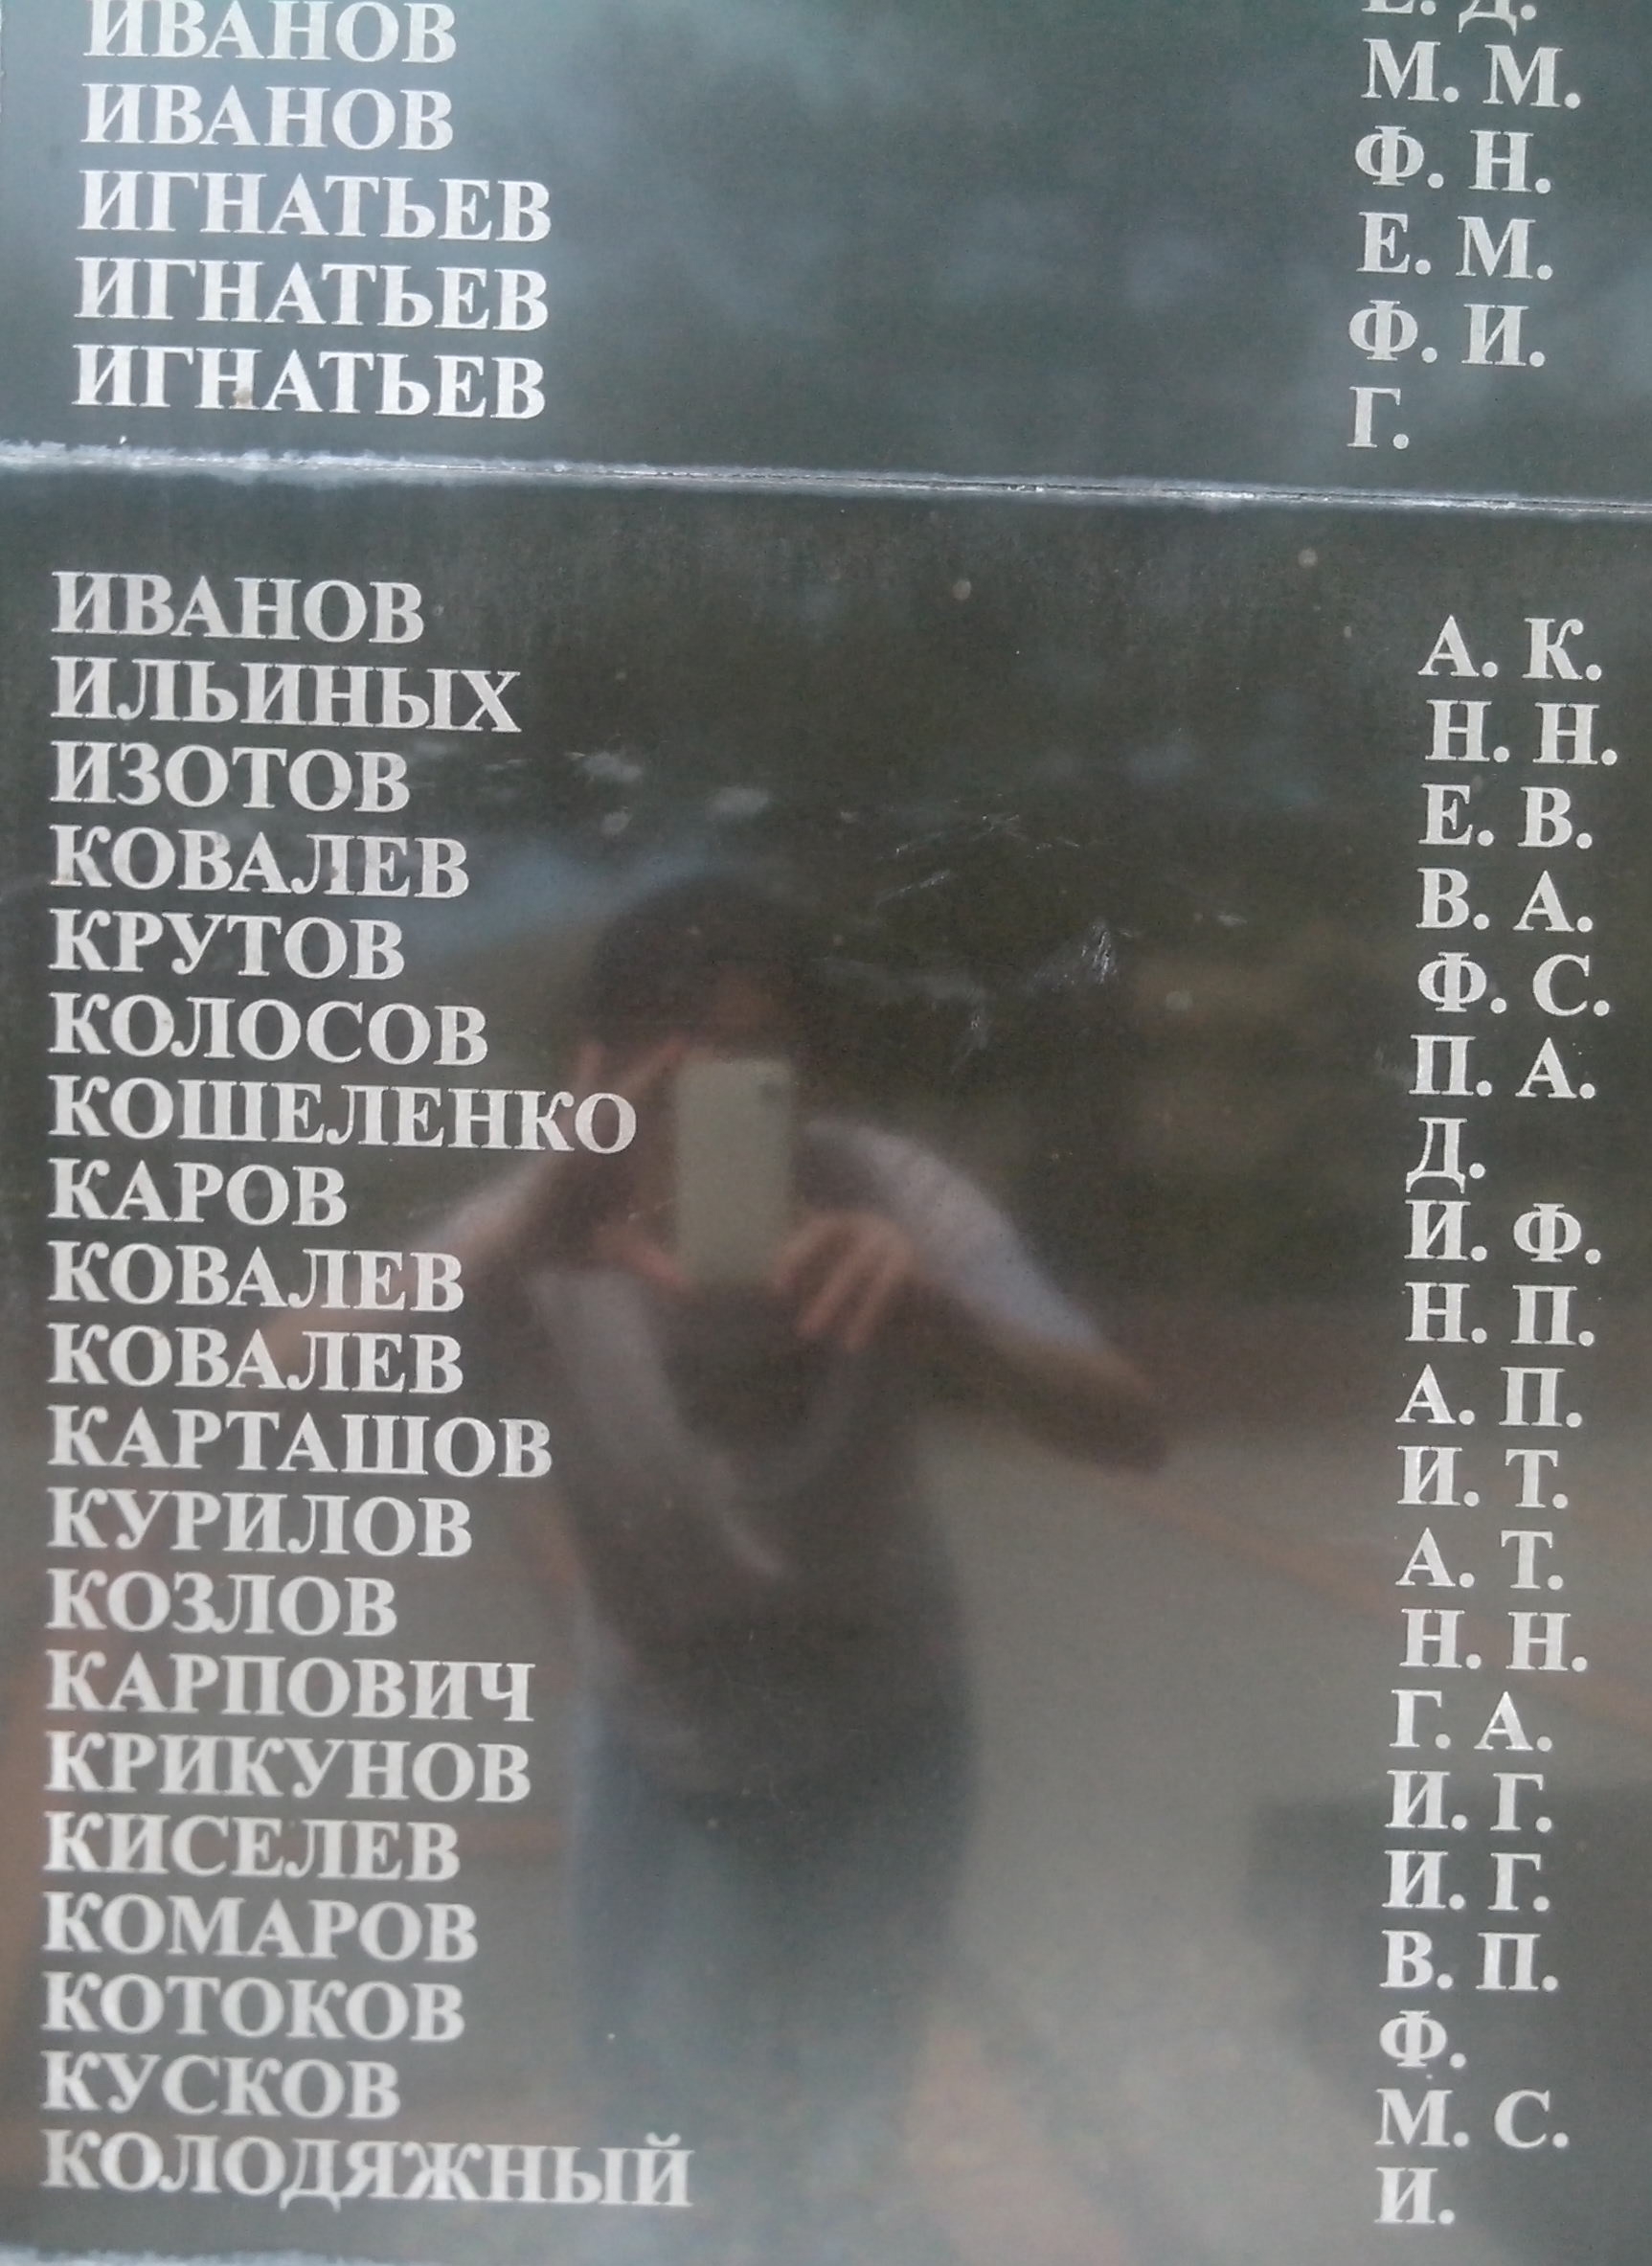 ИВАНОВ М. М.
ИВАНОВ Ф. Н.
ИГНАТЬЕВ Е. М.
ИГНАТЬЕВ Ф. И.
ИГНАТЬЕВ Г.
ИВАНОВ А. К.
ИЛЬИНЫХ Н. Н.
ИЗОТОВ Е. В.
КОВАЛЕВ В. А.
КРУТОВ Ф. С.
КОЛОСОВ П. А.
КОШЕЛЕНКО Д.
КАРОВ И. Ф.
КОВАЛЕВ Н. П.
КОВАЛЕВ А. П.
КАРТАШОВ И. Т.
КУРИЛОВ А. Т.
КОЗЛОВ Н. Н.
КАРПОВИЧ Г. А.
КРИКУНОВ И. Г.
КИСЕЛЕВ И. Г.
КОМАРОВ В. П.
КОТОКОВ Ф.
КУСКОВ М. С.
КОЛОДЯЖНЫЙ И.